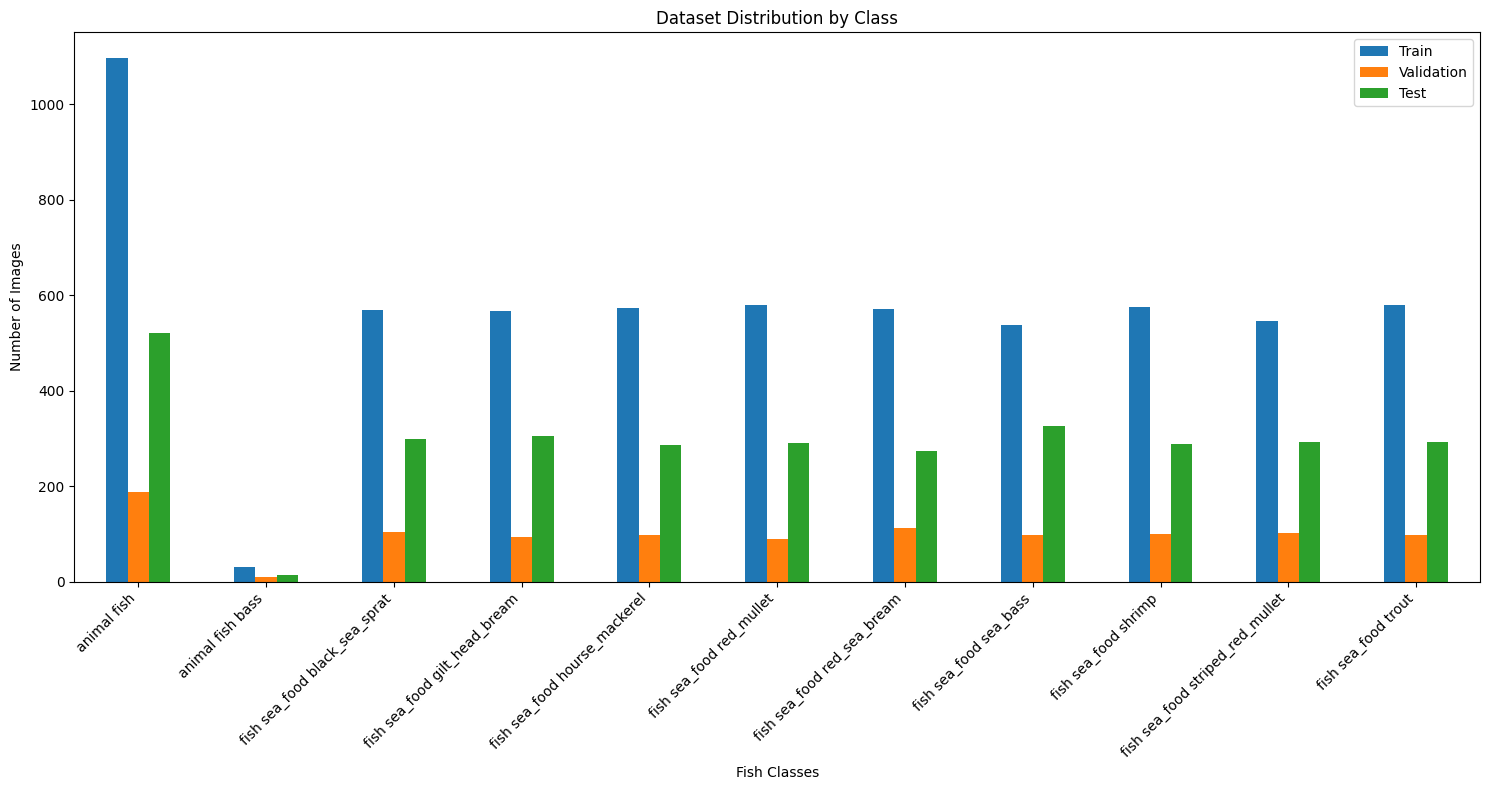 Dataset Distribution by Class
Train
Validation
Test
Number of Images
1000
800
600
400
200
0
animal fish
animal fish bass
fish sea_food black_sea_sprat
fish sea_food gilt_head_bream
fish sea_food hourse_mackerel
fish sea_food red_mullet
fish sea_food red_sea_bream
fish sea_food sea_bass
fish sea_food shrimp
fish sea_food striped_red_mullet
fish sea_food trout
Fish Classes